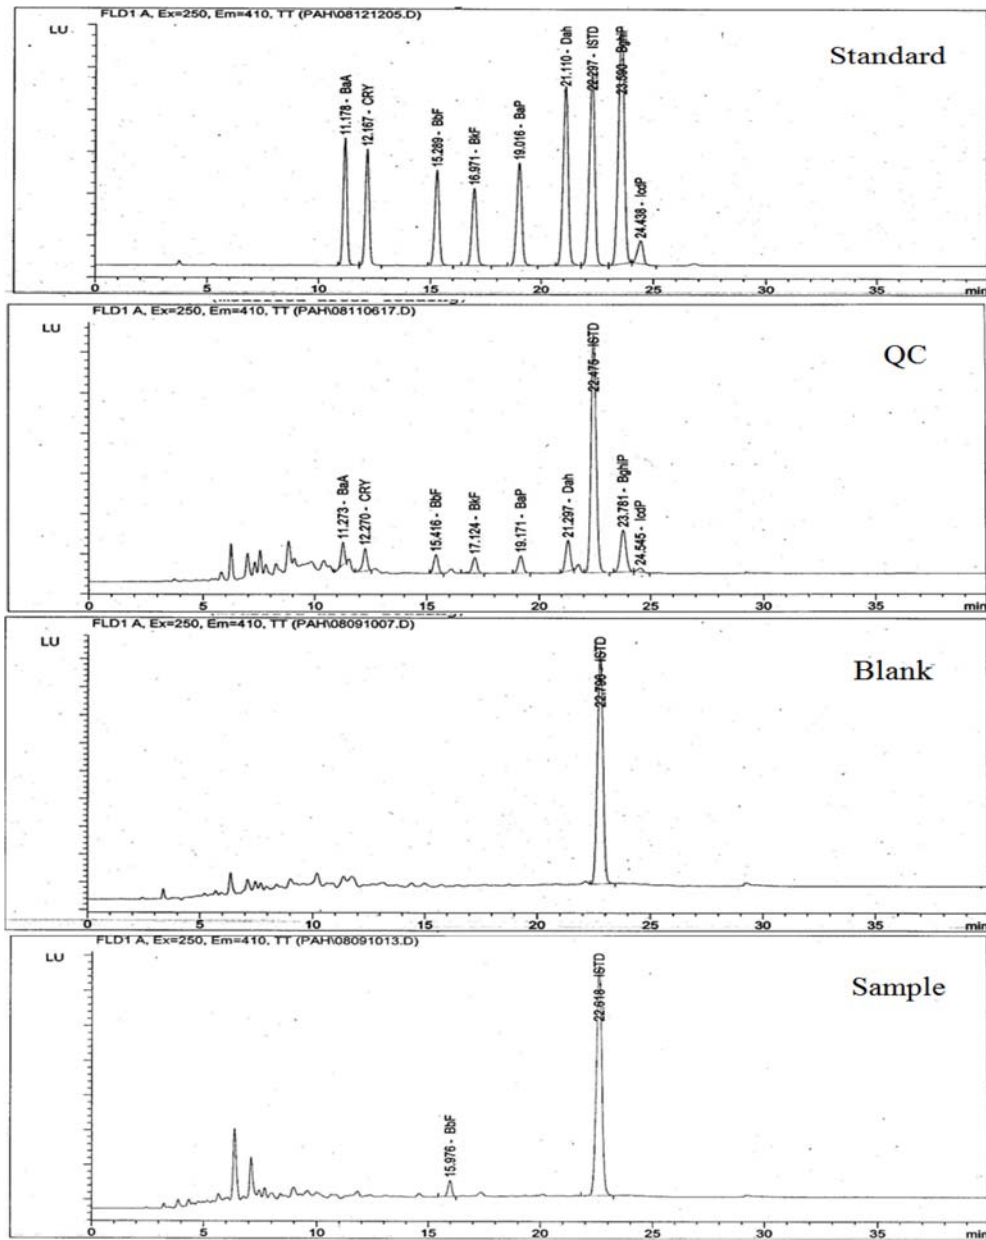 FLD1 A, Ex=250, Em=410, TT (PAH\08121205.D)
LU
Standard
11.178 - BaA
12.167 - CRY
15.289 - BbF
16.971 - BkF
19.016 - BaP
21.110 - Dah
22.297 - ISTD
23.590 - BghiP
24.438 - IcdP
0 5 10 15 20 25 30 35 min
FLD1 A, Ex=250, Em=410, TT (PAH\08110617.D)
LU
QC
11.273 - BaA
12.270 - CRY
15.416 - BbF
17.124 - BkF
19.171 - BaP
21.297 - Dah
22.475 - ISTD
23.781 - BghiP
24.545 - IcdP
0 5 10 15 20 25 30 35 min
FLD1 A, Ex=250, Em=410, TT (PAH\08091007.D)
LU
Blank
- ISTD
0 5 10 15 20 25 30 35 min
FLD1 A, Ex=250, Em=410, TT (PAH\08091013.D)
LU
Sample
15.976 - BbF
22.618 - ISTD
0 5 10 15 20 25 30 35 min